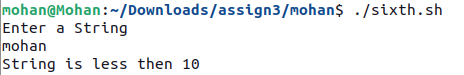 mohan@Mohan:~/Downloads/assign3/mohan$ ./sixth.sh
Enter a String
mohan
String is less then 10